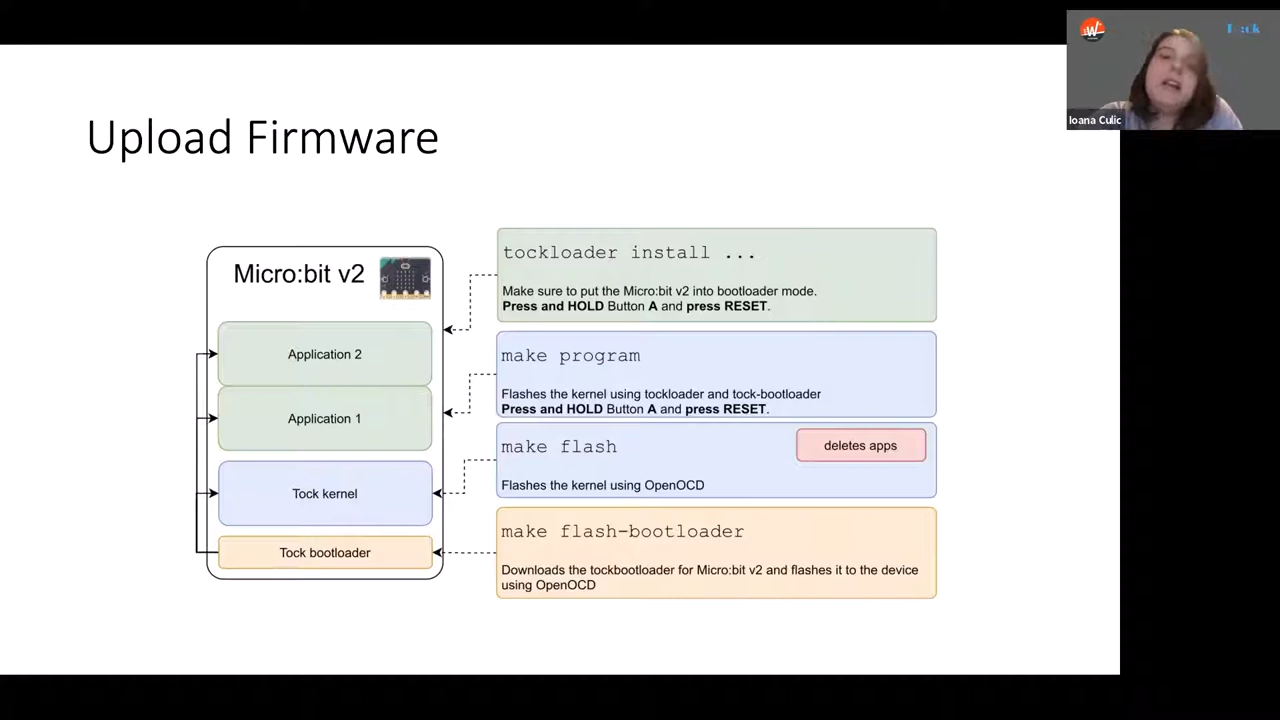 W
Ioana Culic
Upload Firmware
Micro:bit v2
Application 2
Application 1
Tock kernel
Tock bootloader
tockloader install ...
Make sure to put the Micro:bit v2 into bootloader mode.
Press and HOLD Button A and press RESET.
make program
Flashes the kernel using tockloader and tock-bootloader
Press and HOLD Button A and press RESET.
make flash
deletes apps
Flashes the kernel using OpenOCD
make flash-bootloader
Downloads the tockbootloader for Micro:bit v2 and flashes it to the device
using OpenOCD